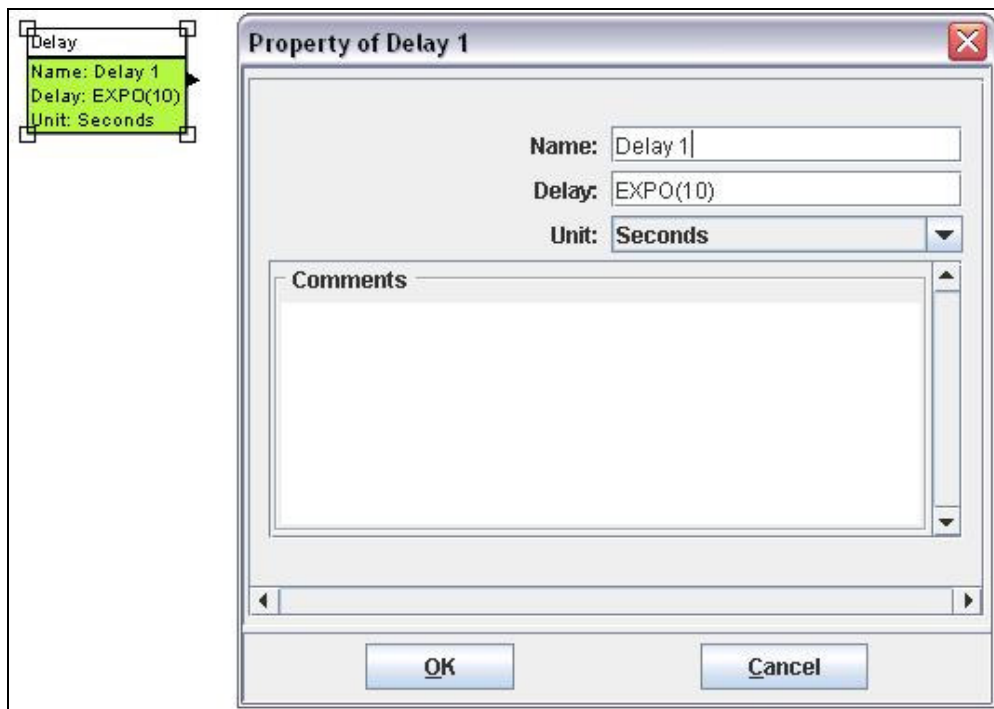 Delay
Name: Delay 1
Delay: EXPO(10)
Unit: Seconds
Property of Delay 1
Name: Delay 1
Delay: EXPO(10)
Unit: Seconds
Comments
OK
Cancel